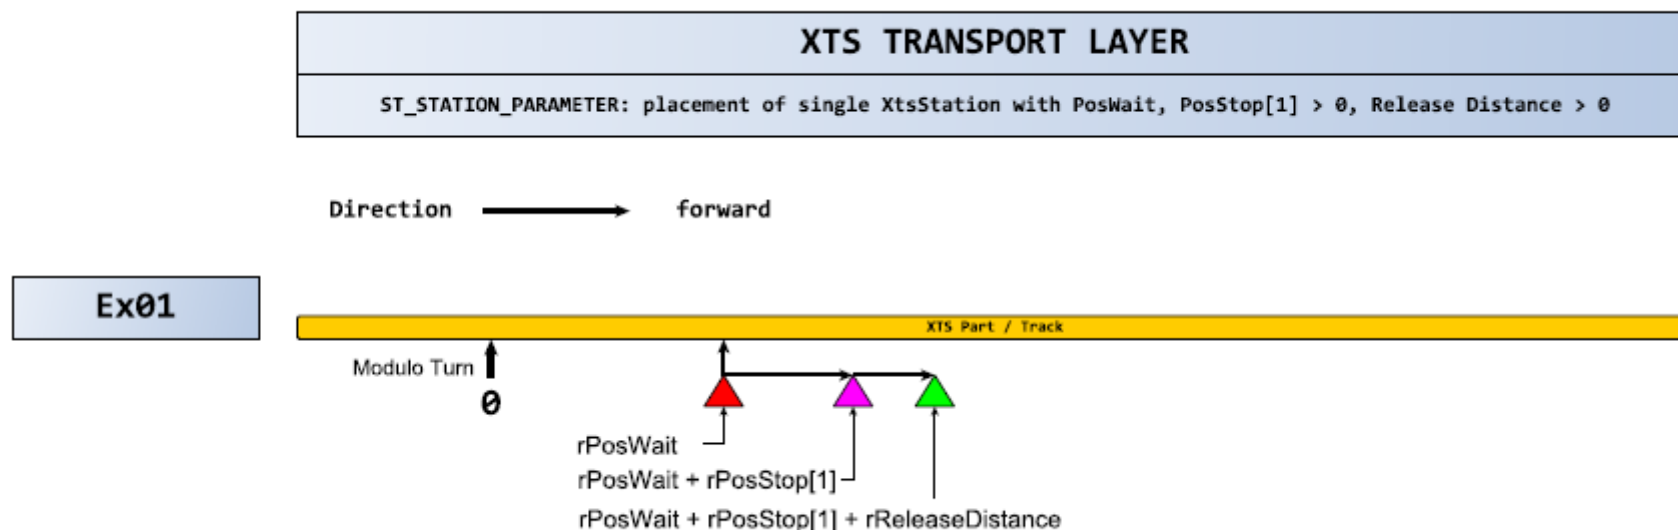 XTS TRANSPORT LAYER
ST_STATION_PARAMETER: placement of single XtsStation with PosWait, PosStop[1] > 0, Release Distance > 0
Direction forward
Ex01
XTS Part / Track
Modulo Turn
0
rPosWait
rPosWait + rPosStop[1]
rPosWait + rPosStop[1] + rReleaseDistance